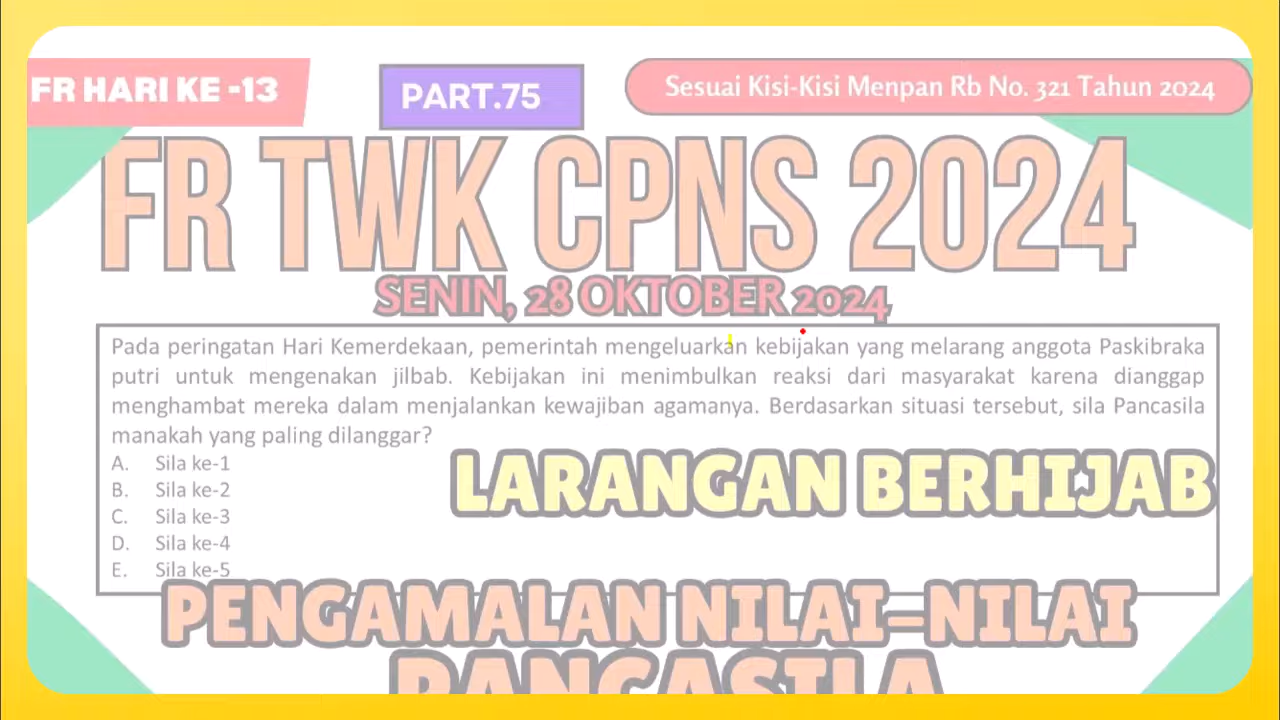 FR HARI KE -13
PART.75
Sesuai Kisi-Kisi Menpan Rb No. 321 Tahun 2024
FR TWK CPNS 2024
SENIN, 28 OKTOBER 2024
Pada peringatan Hari Kemerdekaan, pemerintah mengeluarkan kebijakan yang melarang anggota Paskibraka
putri untuk mengenakan jilbab. Kebijakan ini menimbulkan reaksi dari masyarakat karena dianggap
menghambat mereka dalam menjalankan kewajiban agamanya. Berdasarkan situasi tersebut, sila Pancasila
manakah yang paling dilanggar?
A. Sila ke-1
B. Sila ke-2
C. Sila ke-3
D. Sila ke-4
E. Sila ke-5
LARANGAN BERHIJAB
PENGAMALAN NILAI-NILAI
PANCASILA